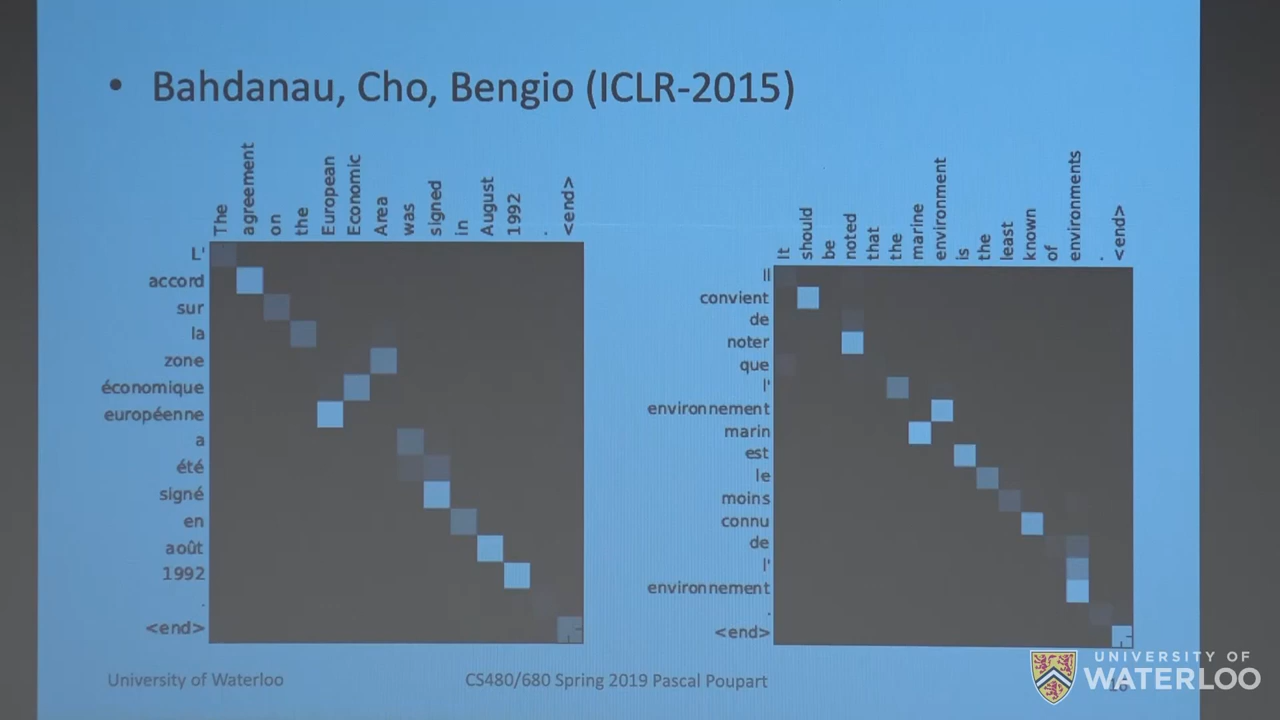 • Bahdanau, Cho, Bengio (ICLR-2015)
The agreement on the European Economic Area was signed in August 1992 . <end>
L'
accord
sur
la
zone
économique
européenne
a
été
signé
en
août
1992
.
<end>
It should be noted that the marine environment is the least known of environments . <end>
Il
convient
de
noter
que
l'
environnement
marin
est
le
moins
connu
de
l'
environnement
.
<end>
University of Waterloo
CS480/680 Spring 2019 Pascal Poupart
UNIVERSITY OF
WATERLOO